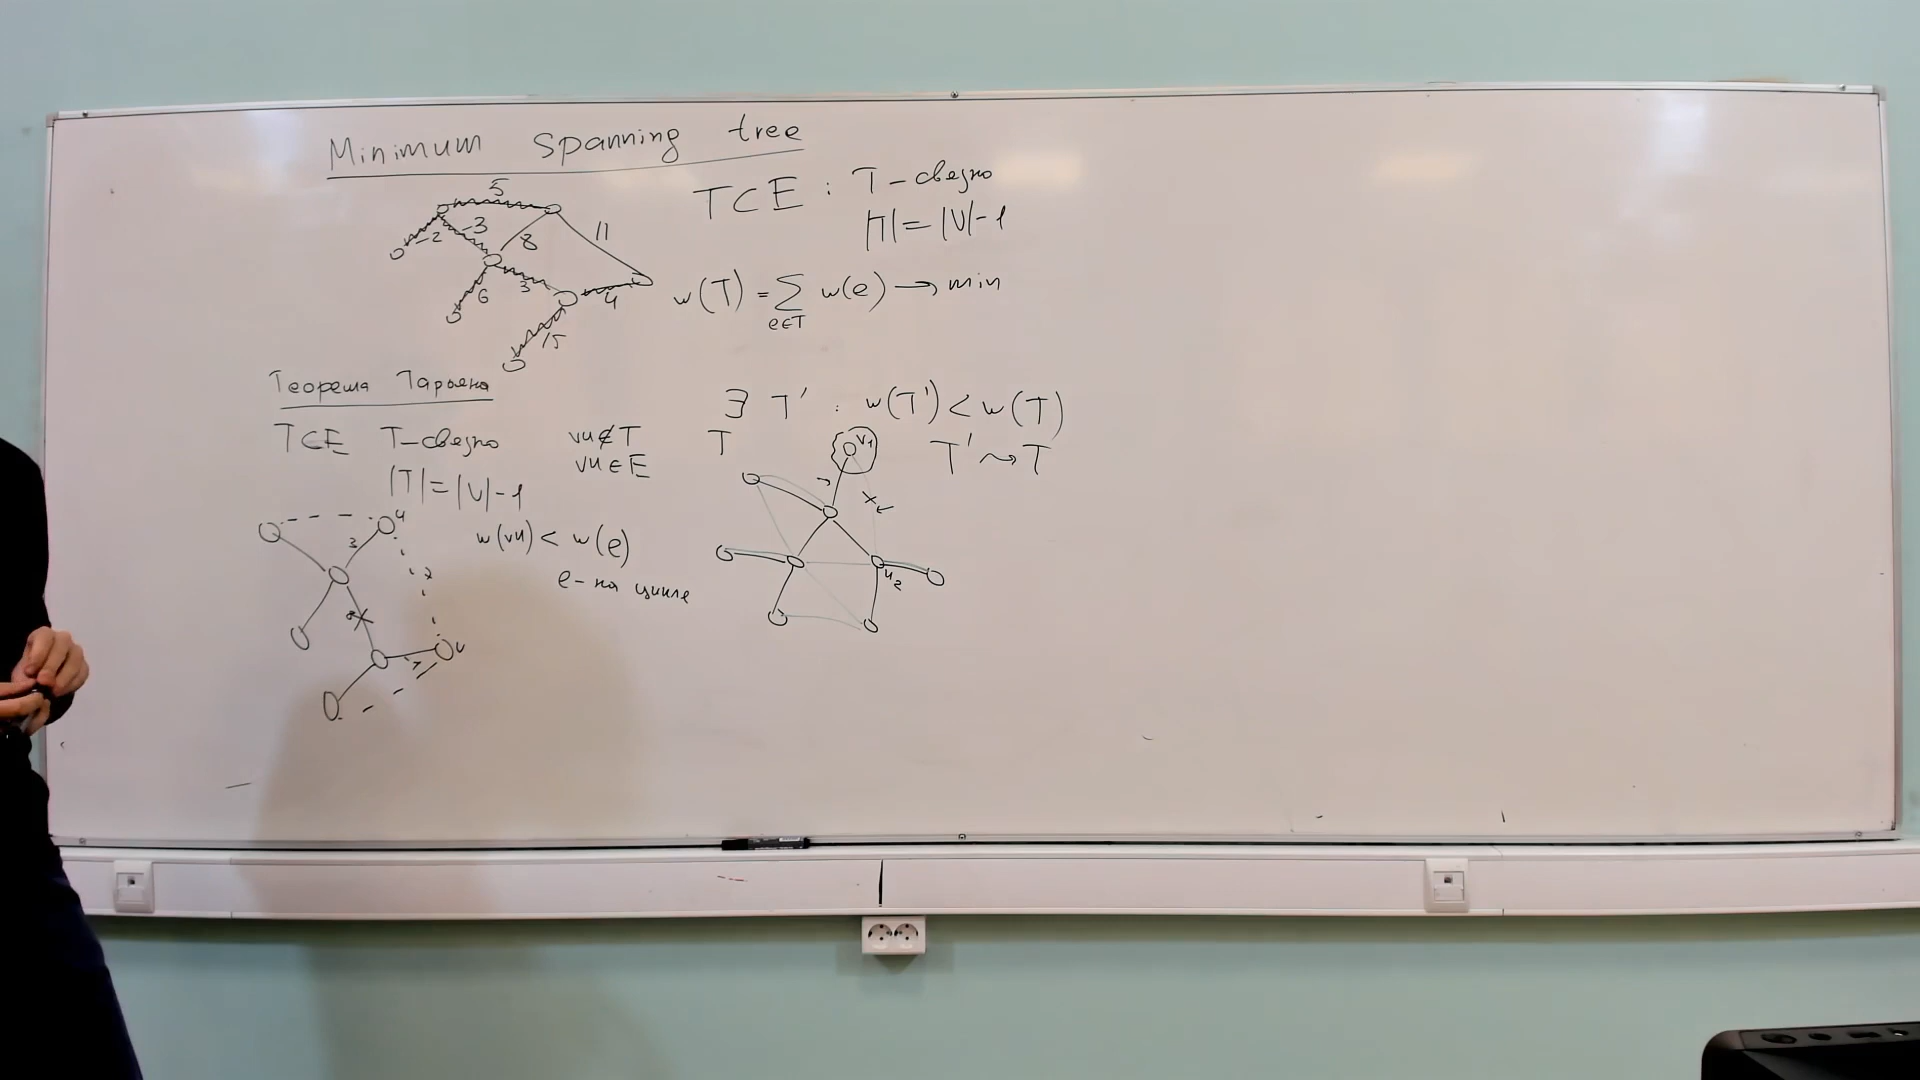 Minimum spanning tree
5
-2
-3
8
11
6
3
4
15
T⊂E : T-связно
|T|=|V|-1
w(T)=∑ w(e)→min
e∈T
Теорема Тарьяна
T⊂E T-связно
|T|=|V|-1
vu∉T
vu∈E
w(vu)<w(e)
e-на цикле
u
3
v
∃ T' : w(T')<w(T)
T
T'⇝T
v₁
u₂